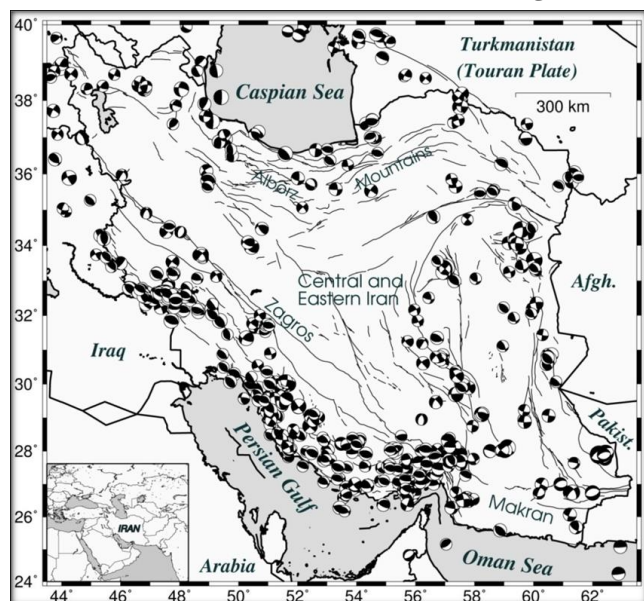 40°
38°
36°
34°
32°
30°
28°
26°
24°
Turkmanistan
(Touran Plate)
Caspian Sea
300 km
Alborz
Mountains
Central and
Eastern Iran
Afgh.
Zagros
Iraq
Persian Gulf
Pakist.
Makran
IRAN
Arabia
Oman Sea
44 46 48 50 52 54 56 58 60 62